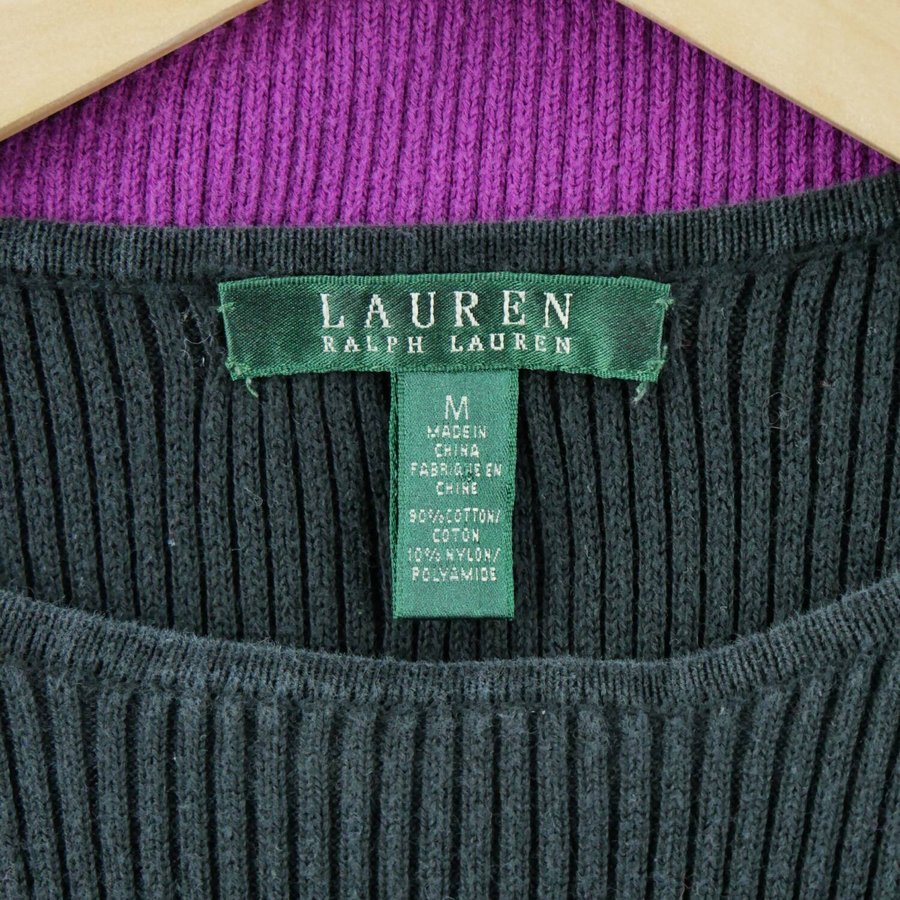 LAUREN
RALPH LAUREN
M
MADE IN
CHINA
FABRIQUE EN
CHINE
90% COTTON/
COTON
10% NYLON/
POLYAMIDE